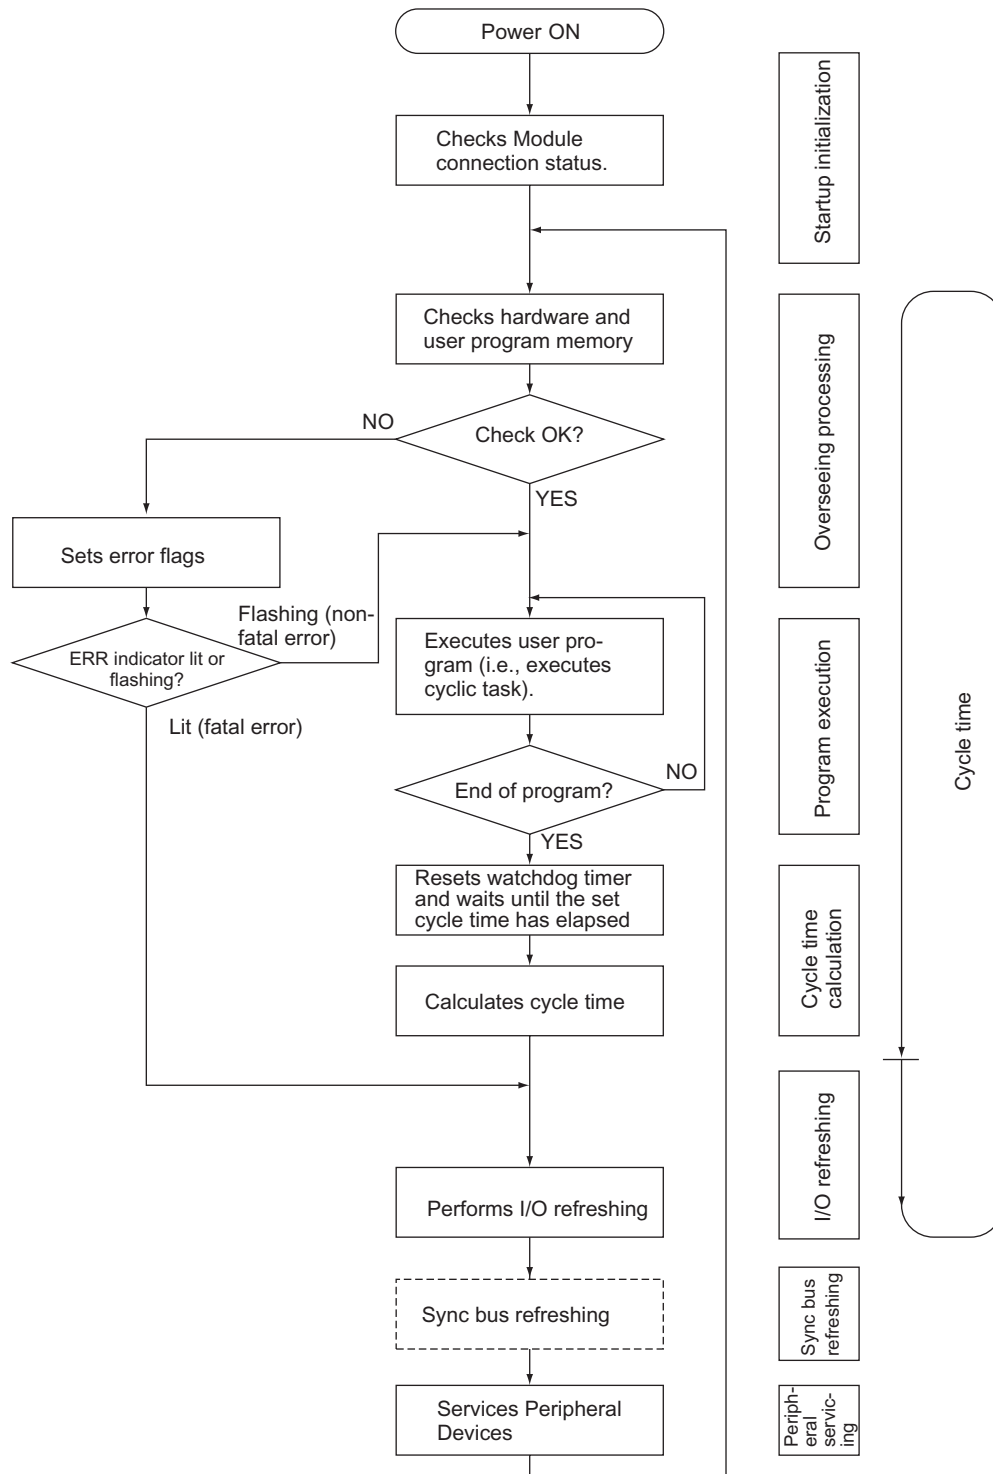 Power ON
Checks Module
connection status.
Startup initialization
Checks hardware and
user program memory
Check OK?
NO
YES
Overseeing processing
Sets error flags
Flashing (non-
fatal error)
ERR indicator lit or
flashing?
Lit (fatal error)
Executes user pro-
gram (i.e., executes
cyclic task).
End of program?
NO
YES
Program execution
Cycle time
Resets watchdog timer
and waits until the set
cycle time has elapsed
Calculates cycle time
Cycle time
calculation
Performs I/O refreshing
I/O refreshing
Sync bus refreshing
Sync bus
refreshing
Services Peripheral
Devices
Periph-
eral
servic-
ing